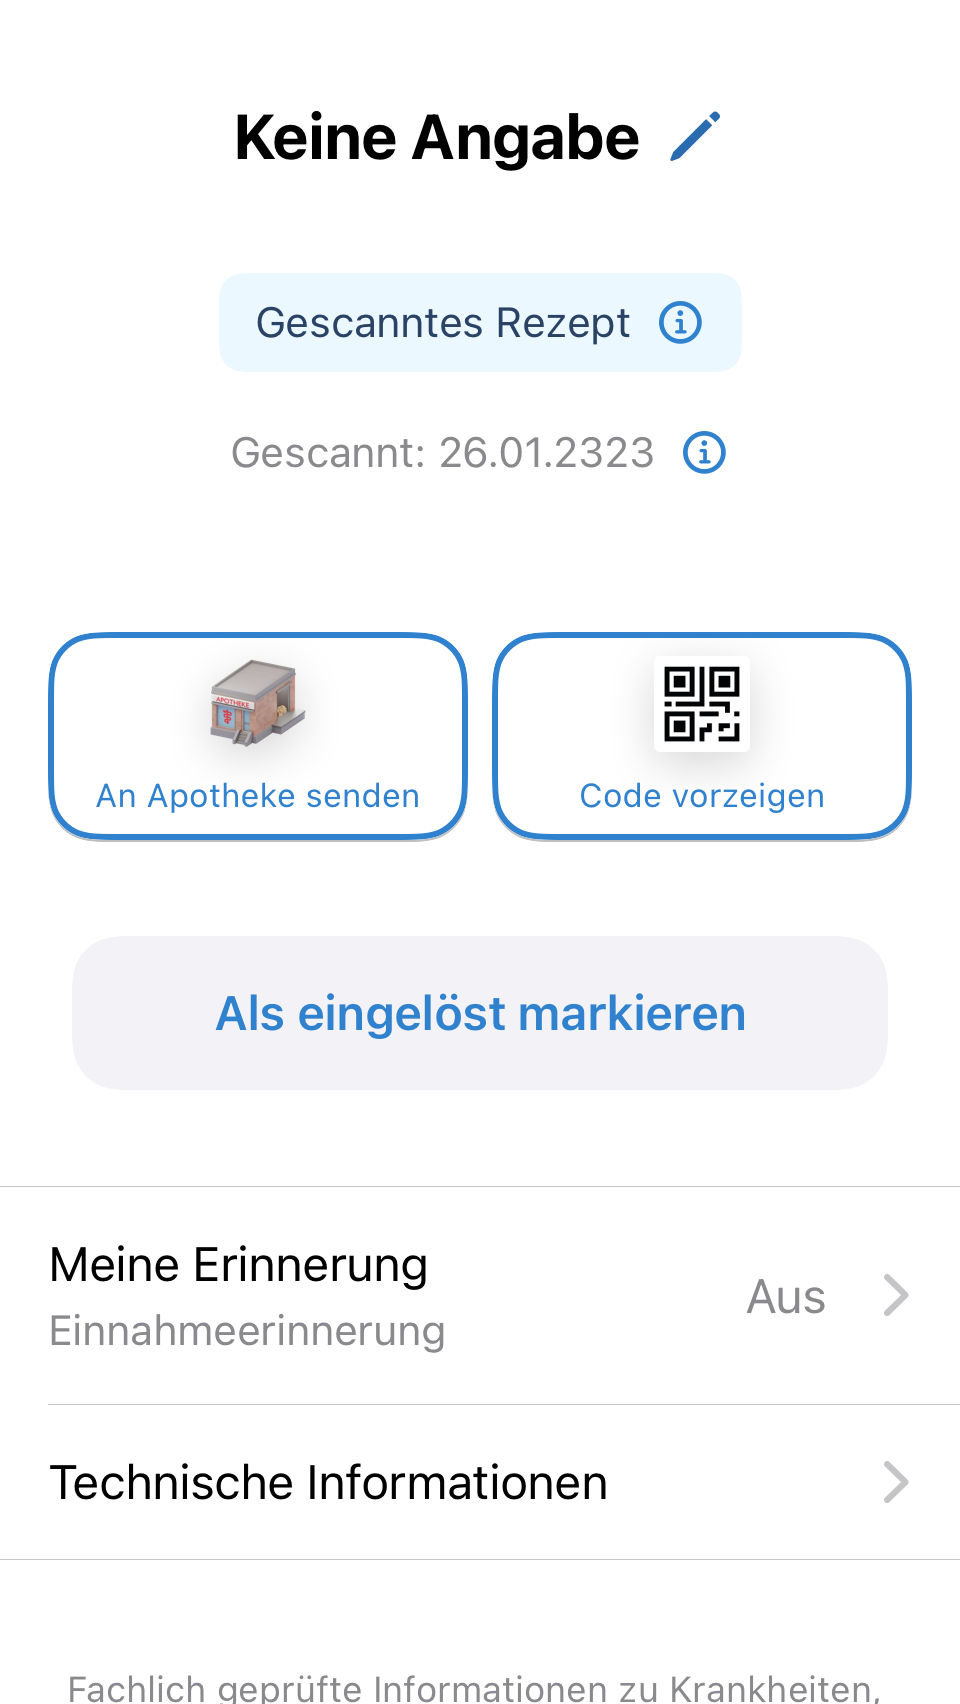 Keine Angabe
Gescanntes Rezept
Gescannt: 26.01.2323
APOTHEKE
An Apotheke senden
Code vorzeigen
Als eingelöst markieren
Meine Erinnerung
Einnahmeerinnerung
Aus
Technische Informationen
Fachlich geprüfte Informationen zu Krankheiten,